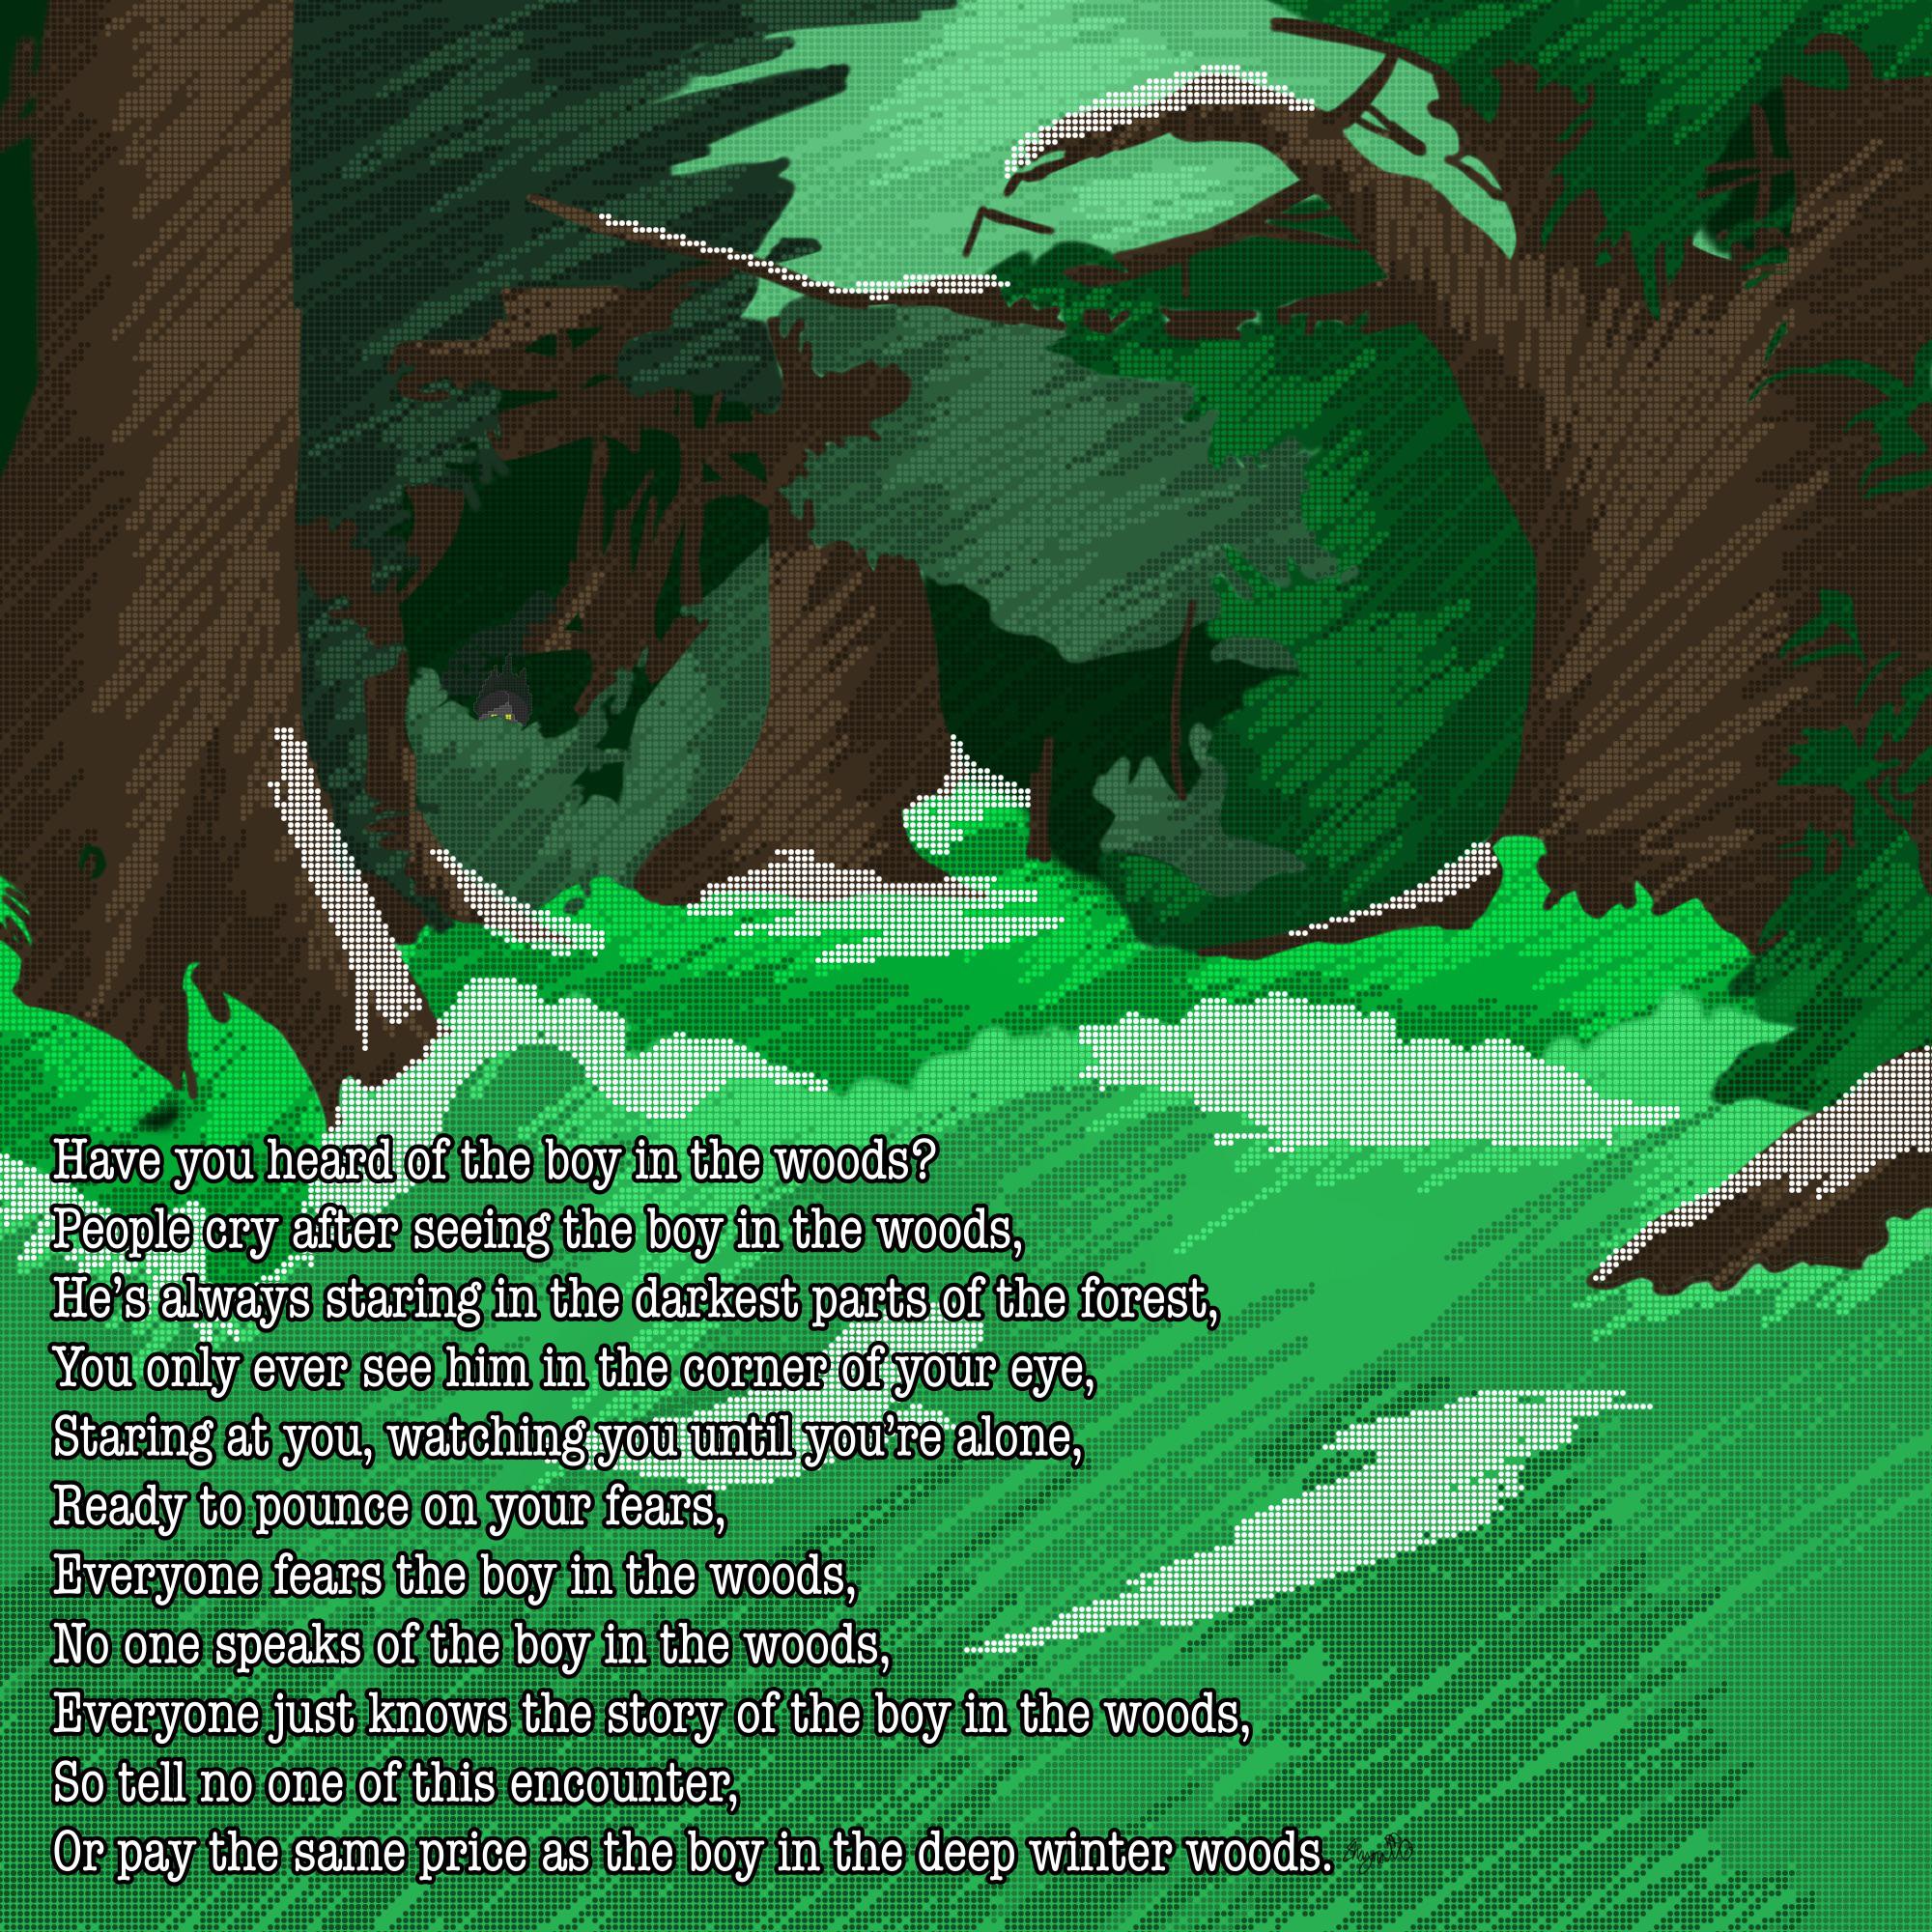 Have you heard of the boy in the woods?
People cry after seeing the boy in the woods,
He's always staring in the darkest parts of the forest,
You only ever see him in the corner of your eye,
Staring at you, watching you until you're alone,
Ready to pounce on your fears,
Everyone fears the boy in the woods,
No one speaks of the boy in the woods,
Everyone just knows the story of the boy in the woods,
So tell no one of this encounter,
Or pay the same price as the boy in the deep winter woods.